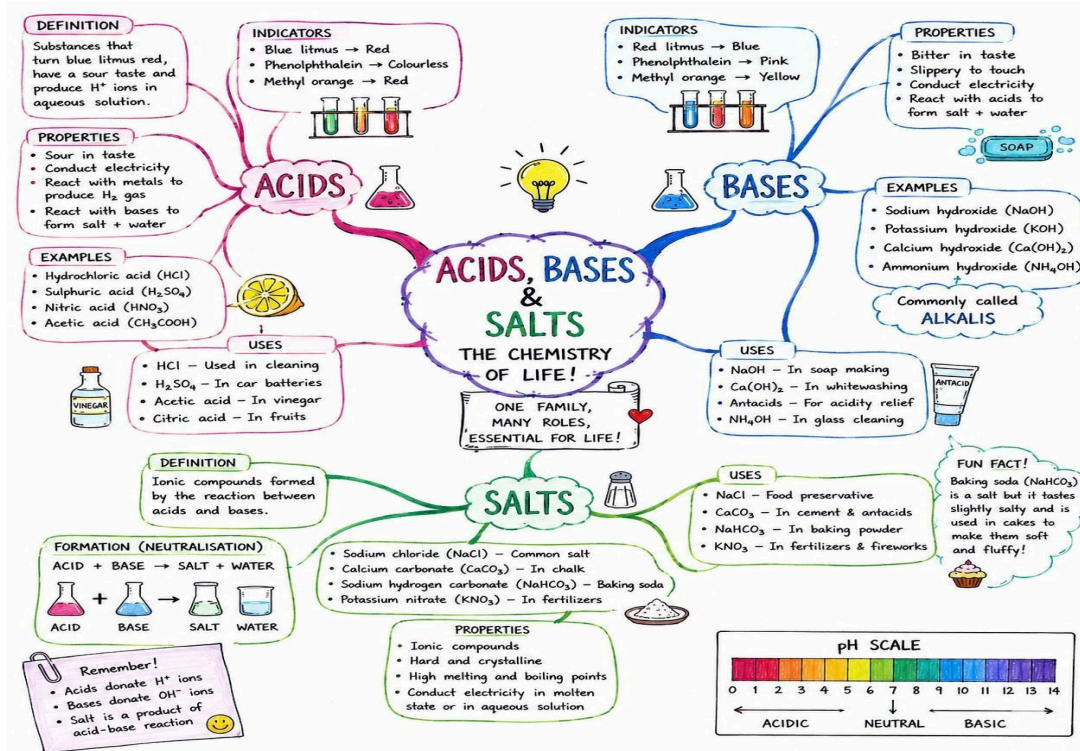 DEFINITION
Substances that
turn blue litmus red,
have a sour taste and
produce H⁺ ions in
aqueous solution.
INDICATORS
• Blue litmus → Red
• Phenolphthalein → Colourless
• Methyl orange → Red
PROPERTIES
• Sour in taste
• Conduct electricity
• React with metals to
produce H₂ gas
• React with bases to
form salt + water
ACIDS
EXAMPLES
• Hydrochloric acid (HCl)
• Sulphuric acid (H₂SO₄)
• Nitric acid (HNO₃)
• Acetic acid (CH₃COOH)
USES
• HCl – Used in cleaning
• H₂SO₄ – In car batteries
• Acetic acid – In vinegar
• Citric acid – In fruits
VINEGAR
INDICATORS
• Red litmus → Blue
• Phenolphthalein → Pink
• Methyl orange → Yellow
PROPERTIES
• Bitter in taste
• Slippery to touch
• Conduct electricity
• React with acids to
form salt + water
SOAP
BASES
EXAMPLES
• Sodium hydroxide (NaOH)
• Potassium hydroxide (KOH)
• Calcium hydroxide (Ca(OH)₂)
• Ammonium hydroxide (NH₄OH)
Commonly called
ALKALIS
USES
• NaOH – In soap making
• Ca(OH)₂ – In whitewashing
• Antacids – For acidity relief
• NH₄OH – In glass cleaning
ANTACID
ACIDS, BASES
&
SALTS
THE CHEMISTRY
OF LIFE!
ONE FAMILY,
MANY ROLES,
ESSENTIAL FOR LIFE!
SALTS
DEFINITION
Ionic compounds formed
by the reaction between
acids and bases.
FORMATION (NEUTRALISATION)
ACID + BASE → SALT + WATER
+ →
ACID BASE SALT WATER
• Sodium chloride (NaCl) – Common salt
• Calcium carbonate (CaCO₃) – In chalk
• Sodium hydrogen carbonate (NaHCO₃) – Baking soda
• Potassium nitrate (KNO₃) – In fertilizers
PROPERTIES
• Ionic compounds
• Hard and crystalline
• High melting and boiling points
• Conduct electricity in molten
state or in aqueous solution
USES
• NaCl – Food preservative
• CaCO₃ – In cement & antacids
• NaHCO₃ – In baking powder
• KNO₃ – In fertilizers & fireworks
FUN FACT!
Baking soda (NaHCO₃)
is a salt but it tastes
slightly salty and is
used in cakes to
make them soft
and fluffy!
Remember!
• Acids donate H⁺ ions
• Bases donate OH⁻ ions
• Salt is a product of
acid-base reaction
pH SCALE
0 1 2 3 4 5 6 7 8 9 10 11 12 13 14
ACIDIC NEUTRAL BASIC